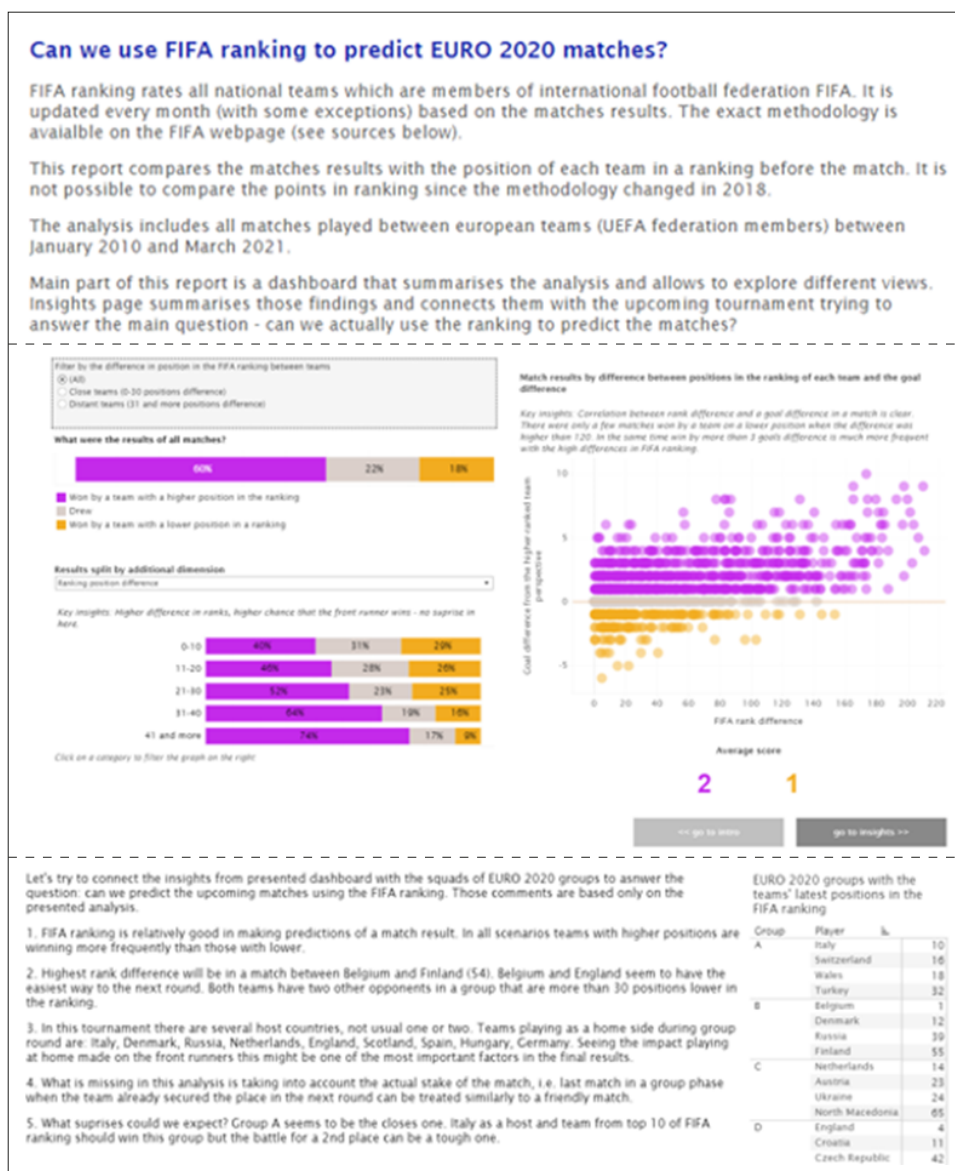 Can we use FIFA ranking to predict EURO 2020 matches?
FIFA ranking rates all national teams which are members of international football federation FIFA. It is
updated every month (with some exceptions) based on the matches results. The exact methodology is
avaialble on the FIFA webpage (see sources below).
This report compares the matches results with the position of each team in a ranking before the match. It is
not possible to compare the points in ranking since the methodology changed in 2018.
The analysis includes all matches played between european teams (UEFA federation members) between
January 2010 and March 2021.
Main part of this report is a dashboard that summarises the analysis and allows to explore different views.
Insights page summarises those findings and connects them with the upcoming tournament trying to
answer the main question - can we actually use the ranking to predict the matches?
Filter by the difference in position in the FIFA ranking between teams
(All)
Close teams (0-30 positions difference)
Distant teams (31 and more positions difference)
What were the results of all matches?
60% 22% 18%
Won by a team with a higher position in the ranking
Drew
Won by a team with a lower position in a ranking
Results split by additional dimension
Ranking position difference
Key insights: Higher difference in ranks, higher chance that the front runner wins - no suprise in
here.
0-10 40% 31% 29%
11-20 46% 28% 26%
21-30 52% 23% 25%
31-40 64% 19% 16%
41 and more 74% 17% 9%
Click on a category to filter the graph on the right
Match results by difference between positions in the ranking of each team and the goal
difference
Key insights: Correlation between rank difference and a goal difference in a match is clear.
There were only a few matches won by a team on a lower position when the difference was
higher than 120. In the same time win by more than 3 goals difference is much more frequent
with the high differences in FIFA ranking.
Goal difference from the higher ranked team
perspective
10
5
0
-5
0 20 40 60 80 100 120 140 160 180 200 220
FIFA rank difference
Average score
2 1
<< go to intro
go to insights >>
Let's try to connect the insights from presented dashboard with the squads of EURO 2020 groups to asnwer the
question: can we predict the upcoming matches using the FIFA ranking. Those comments are based only on the
presented analysis.
1. FIFA ranking is relatively good in making predictions of a match result. In all scenarios teams with higher positions are
winning more frequently than those with lower.
2. Highest rank difference will be in a match between Belgium and Finland (54). Belgium and England seem to have the
easiest way to the next round. Both teams have two other opponents in a group that are more than 30 positions lower in
the ranking.
3. In this tournament there are several host countries, not usual one or two. Teams playing as a home side during group
round are: Italy, Denmark, Russia, Netherlands, England, Scotland, Spain, Hungary, Germany. Seeing the impact playing
at home made on the front runners this might be one of the most important factors in the final results.
4. What is missing in this analysis is taking into account the actual stake of the match, i.e. last match in a group phase
when the team already secured the place in the next round can be treated similarly to a friendly match.
5. What suprises could we expect? Group A seems to be the closes one. Italy as a host and team from top 10 of FIFA
ranking should win this group but the battle for a 2nd place can be a tough one.
EURO 2020 groups with the
teams' latest positions in the
FIFA ranking
Group Player
A Italy 10
Switzerland 16
Wales 18
Turkey 32
B Belgium 1
Denmark 12
Russia 39
Finland 55
C Netherlands 14
Austria 23
Ukraine 24
North Macedonia 65
D England 4
Croatia 11
Czech Republic 42